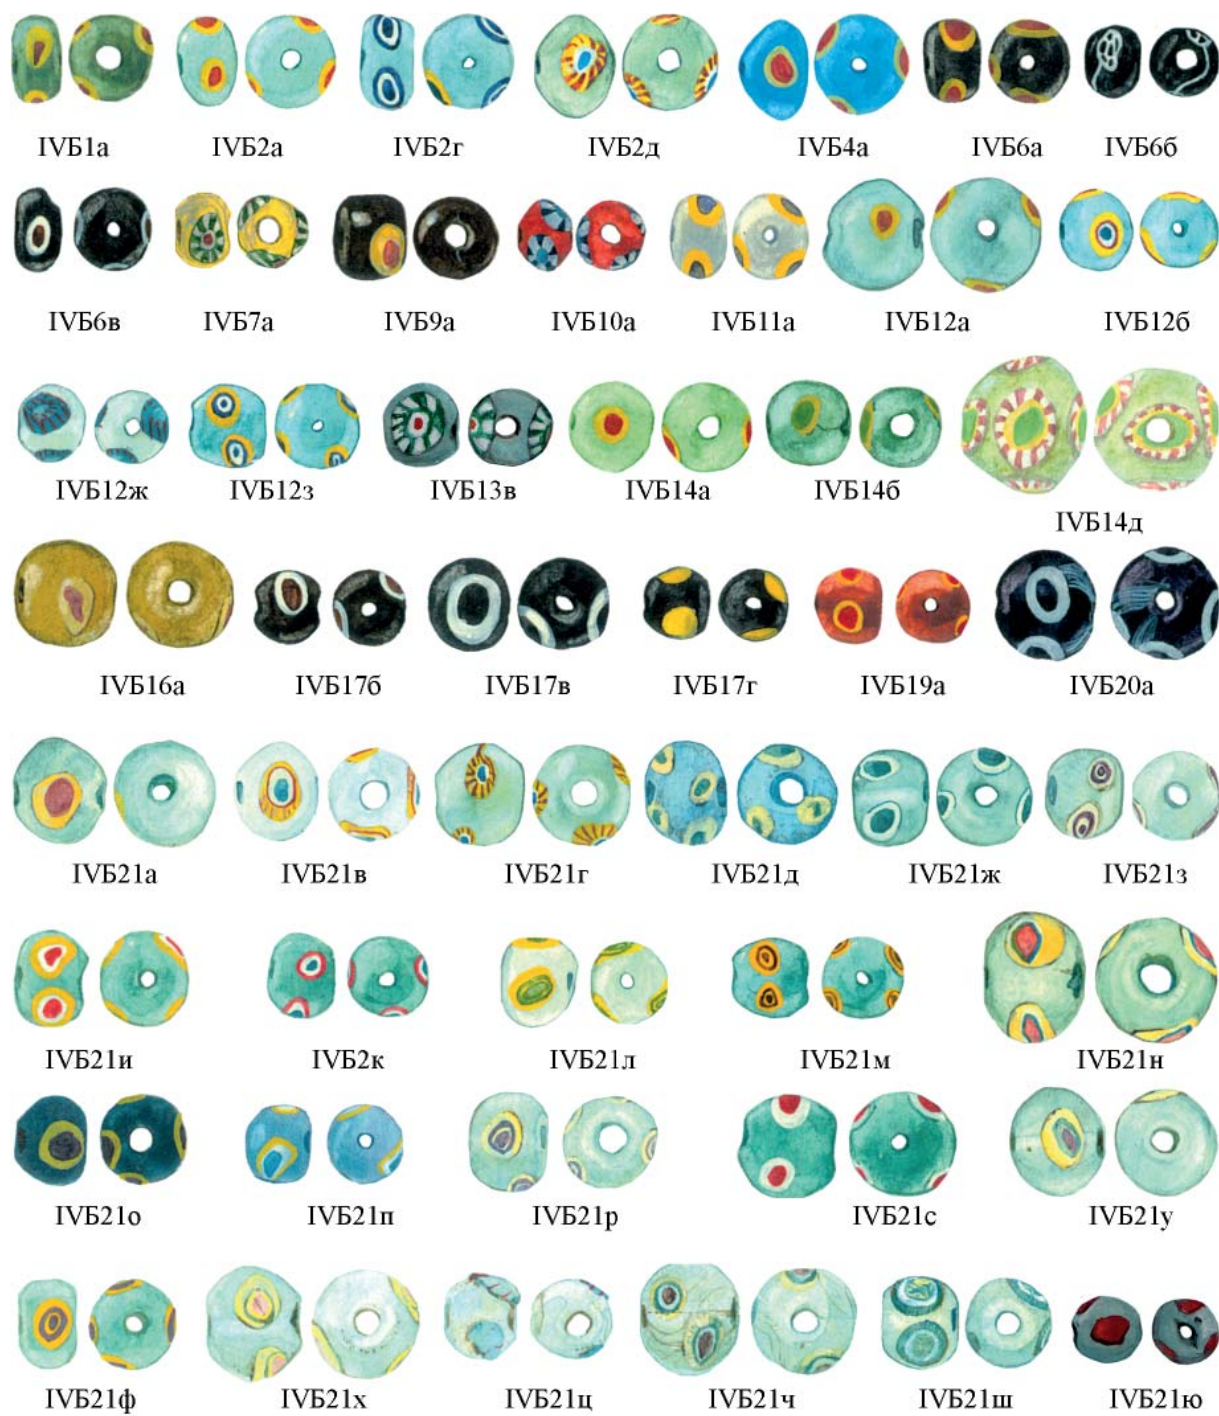 IVБ1а IVБ2а IVБ2г IVБ2д IVБ4а IVБ6а IVБ6б
IVБ6в IVБ7а IVБ9а IVБ10а IVБ11а IVБ12а IVБ12б
IVБ12ж IVБ12з IVБ13в IVБ14а IVБ14б
IVБ14д
IVБ16а IVБ17б IVБ17в IVБ17г IVБ19а IVБ20а
IVБ21а IVБ21в IVБ21г IVБ21д IVБ21ж IVБ21з
IVБ21и IVБ2к IVБ21л IVБ21м IVБ21н
IVБ21о IVБ21п IVБ21р IVБ21с IVБ21у
IVБ21ф IVБ21х IVБ21ц IVБ21ч IVБ21ш IVБ21ю